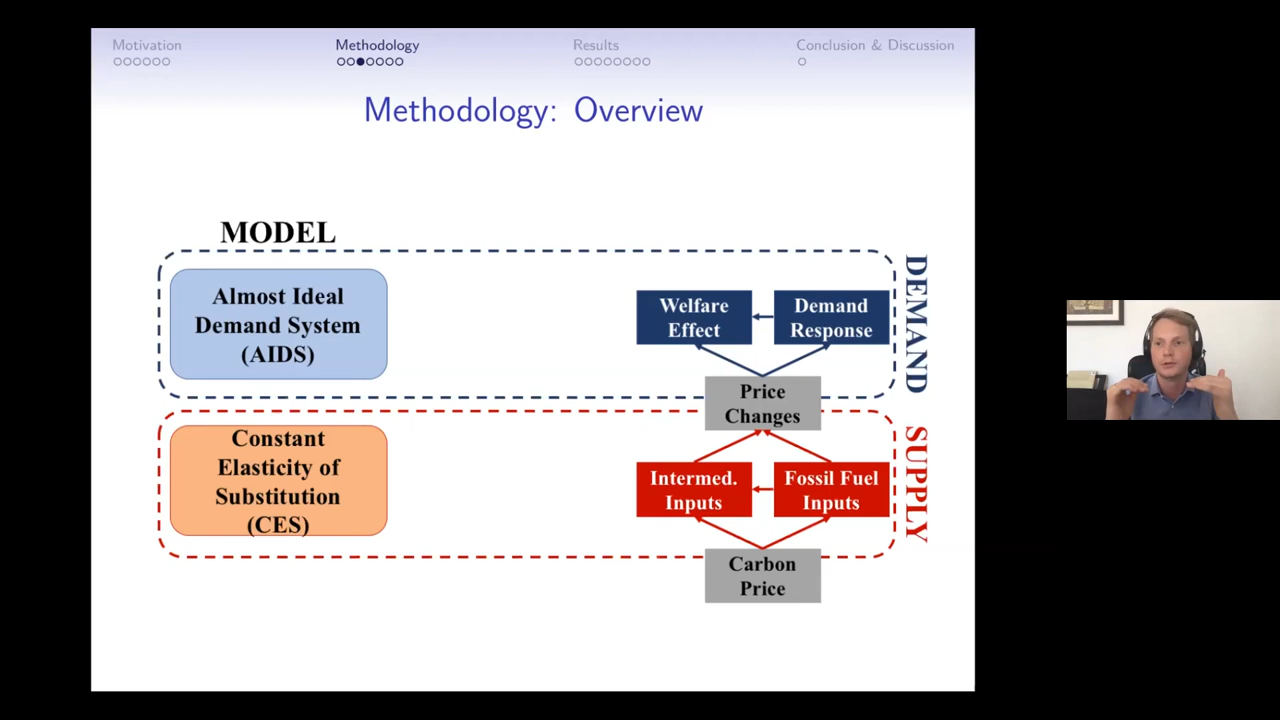 Motivation
Methodology
Results
Conclusion & Discussion
Methodology: Overview
MODEL
Almost Ideal
Demand System
(AIDS)
Welfare
Effect
Demand
Response
DEMAND
Price
Changes
Constant
Elasticity of
Substitution
(CES)
Intermed.
Inputs
Fossil Fuel
Inputs
SUPPLY
Carbon
Price